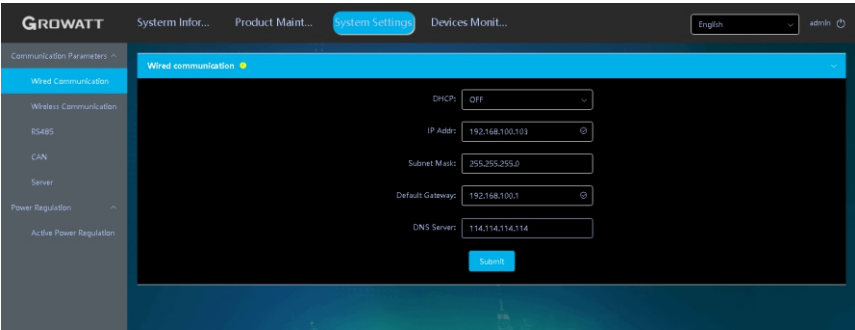 GROWATT
Systerm Infor...
Product Maint...
System Settings
Devices Monit...
English
admin
Communication Parameters
Wired Communication
Wireless Communication
RS485
CAN
Server
Power Regulation
Active Power Regulation
Wired communication
DHCP: OFF
IP Addr: 192.168.100.103
Subnet Mask: 255.255.255.0
Default Gateway: 192.168.100.1
DNS Server: 114.114.114.114
Submit